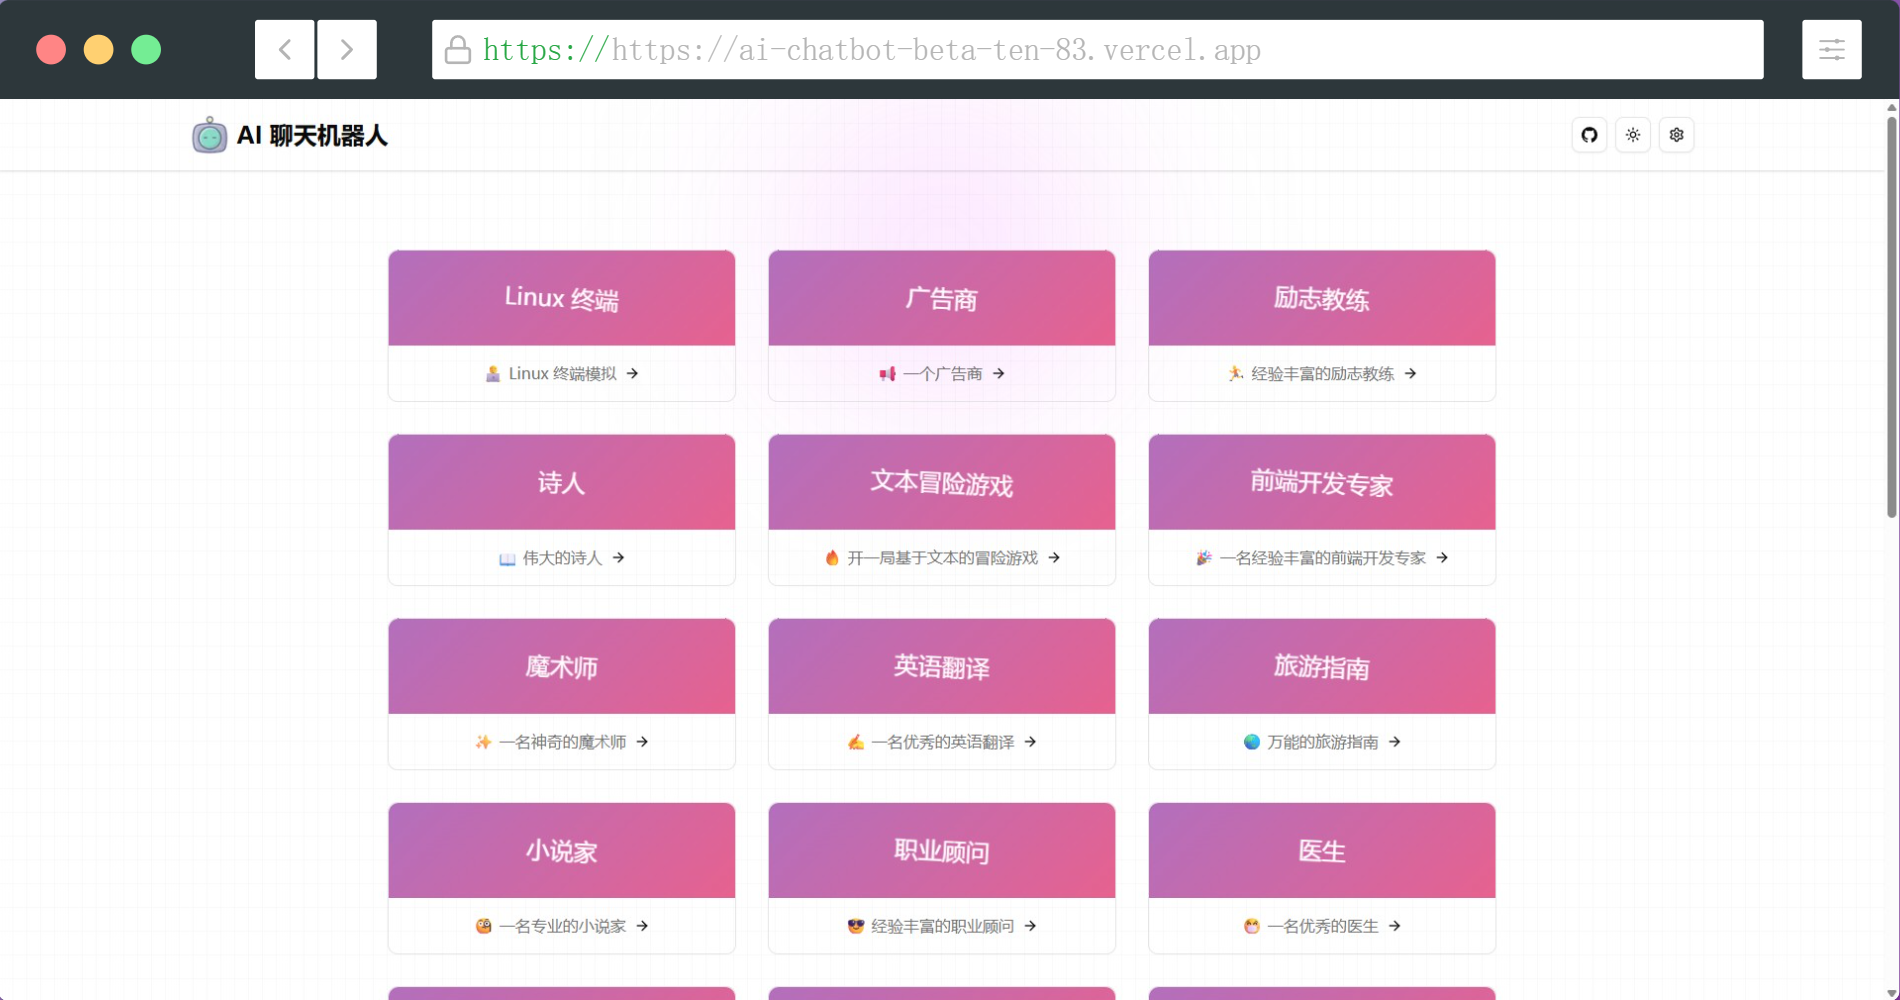 https://https://ai-chatbot-beta-ten-83.vercel.app
AI 聊天机器人
Linux 终端
广告商
励志教练
Linux 终端模拟
一个广告商
经验丰富的励志教练
诗人
文本冒险游戏
前端开发专家
伟大的诗人
开一局基于文本的冒险游戏
一名经验丰富的前端开发专家
魔术师
英语翻译
旅游指南
一名神奇的魔术师
一名优秀的英语翻译
万能的旅游指南
小说家
职业顾问
医生
一名专业的小说家
经验丰富的职业顾问
一名优秀的医生